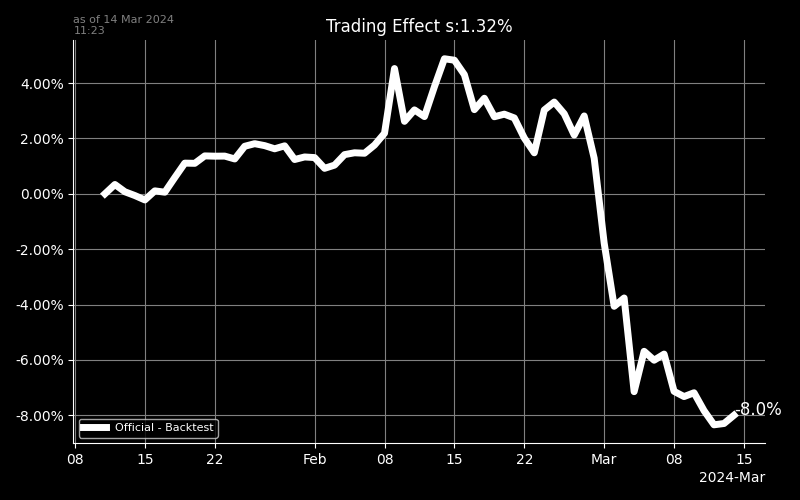 as of 14 Mar 2024
11:23
Trading Effect s:1.32%
4.00%
2.00%
0.00%
-2.00%
-4.00%
-6.00%
-8.00%
-8.0%
Official - Backtest
08 15 22 Feb 08 15 22 Mar 08 15
2024-Mar